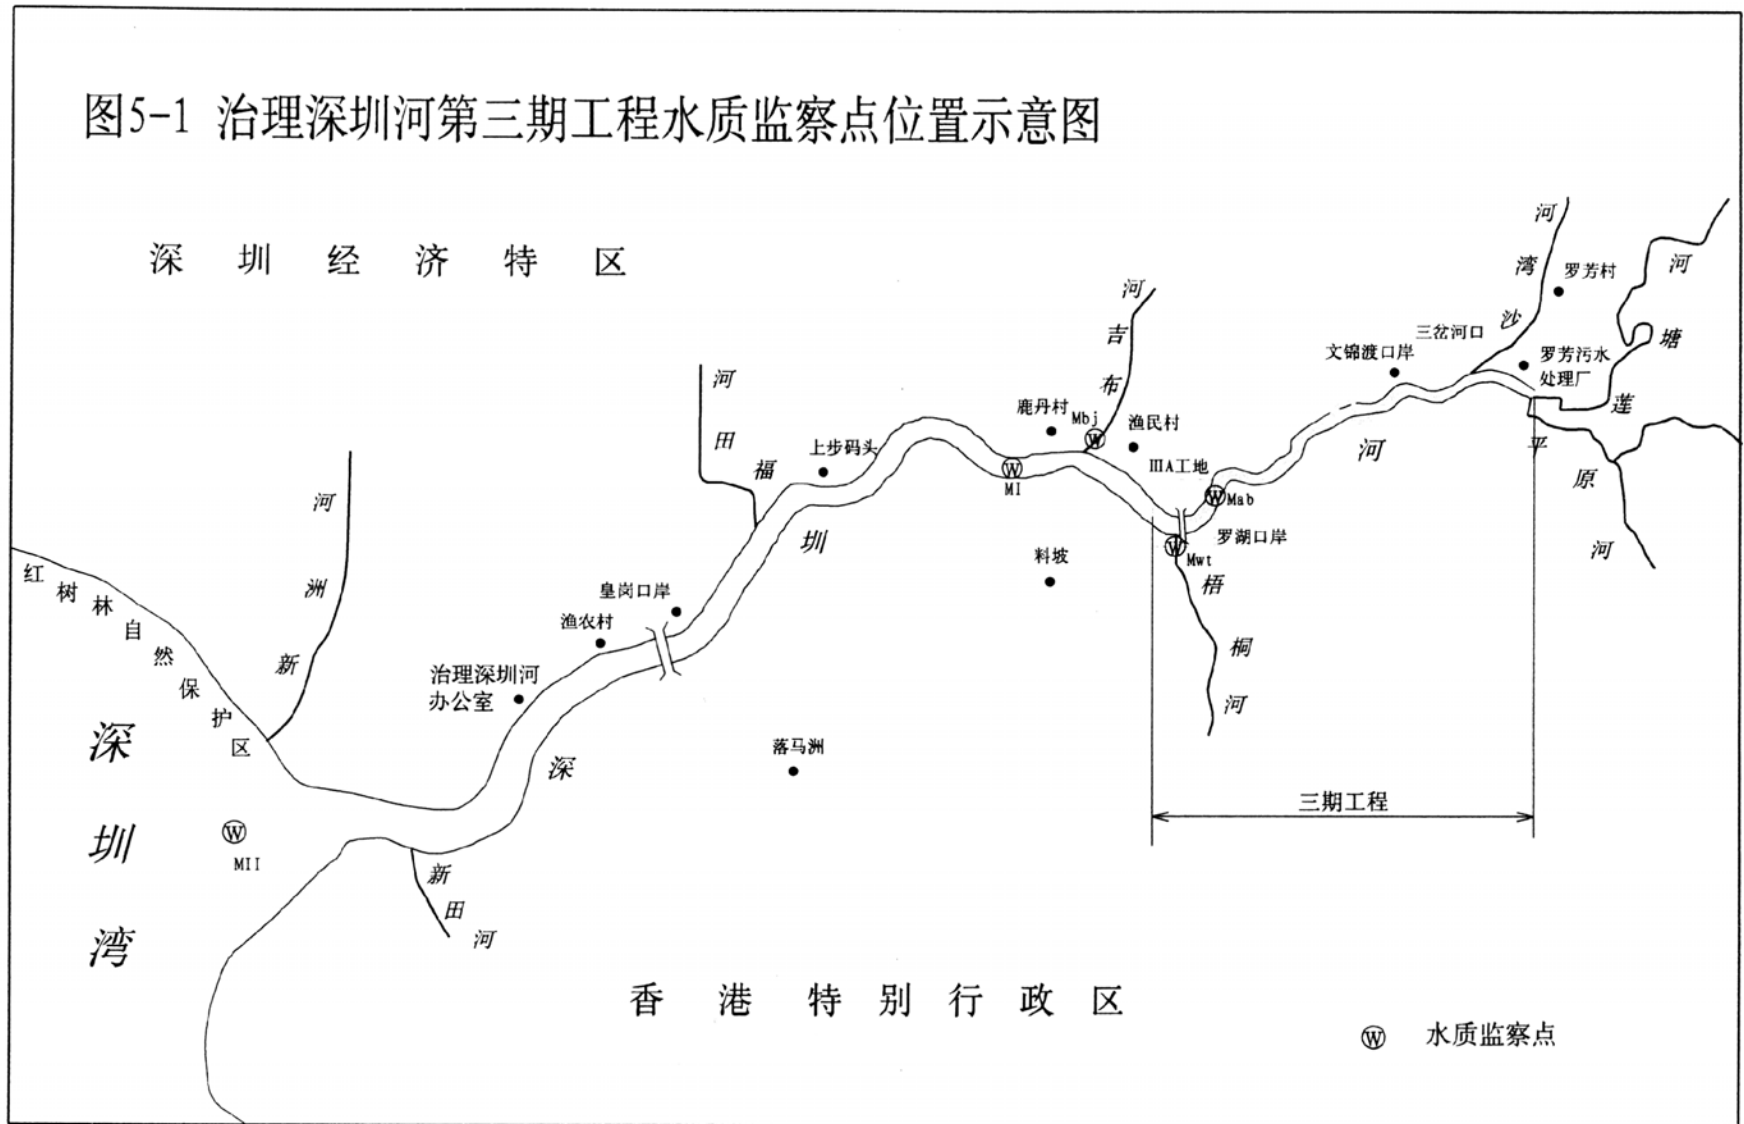 图5-1 治理深圳河第三期工程水质监察点位置示意图
深圳经济特区
河湾沙
罗芳村
河塘莲
三岔河口
文锦渡口岸
罗芳污水
处理厂
平原河
河吉布
鹿丹村
Mbj
渔民村
河田福
上步码头
MI
IIIA工地
Mab
罗湖口岸
Mwt
梧桐河
料坡
河洲新
红树林自然保护区
皇岗口岸
渔农村
治理深圳河
办公室
深圳河
落马洲
三期工程
深圳湾
MII
新田河
香港特别行政区
W 水质监察点